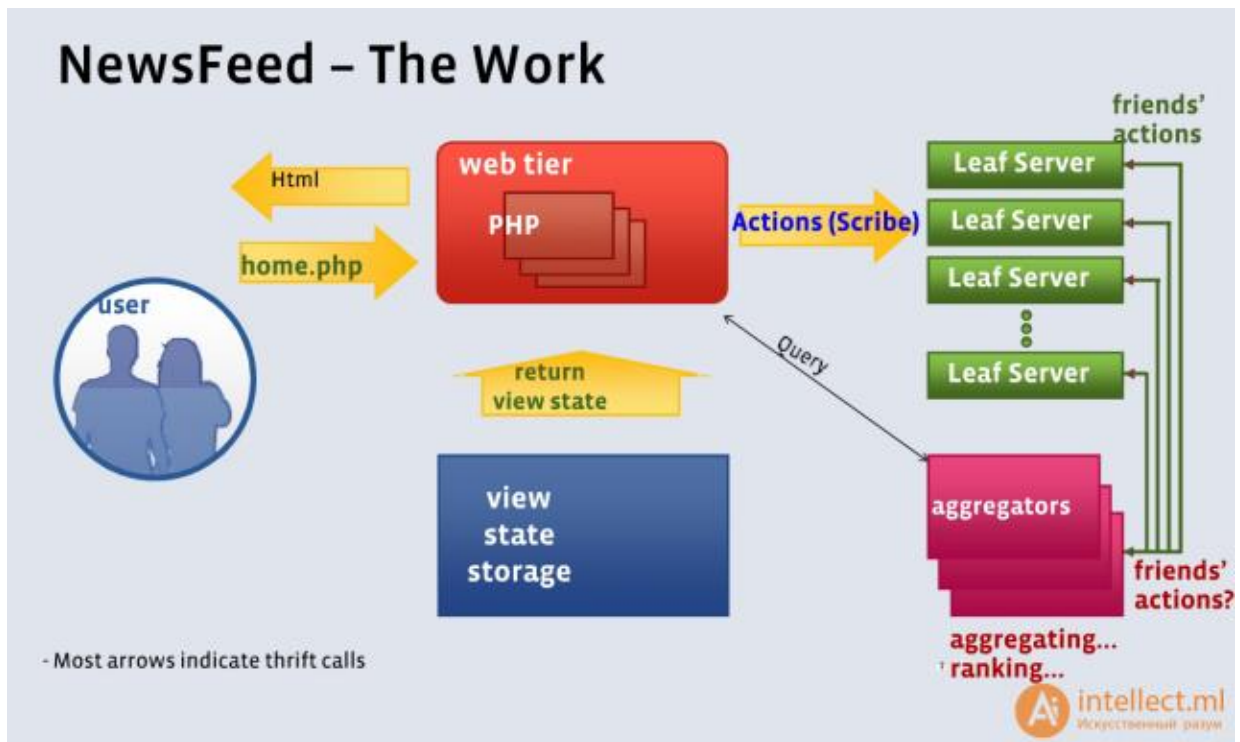 NewsFeed – The Work
friends'
actions
Html
web tier
PHP
Actions (Scribe)
Leaf Server
Leaf Server
Leaf Server
Leaf Server
home.php
user
Query
return
view state
view
state
storage
aggregators
friends'
actions?
aggregating...
ranking...
- Most arrows indicate thrift calls
Ai
intellect.ml
Искусственный разум